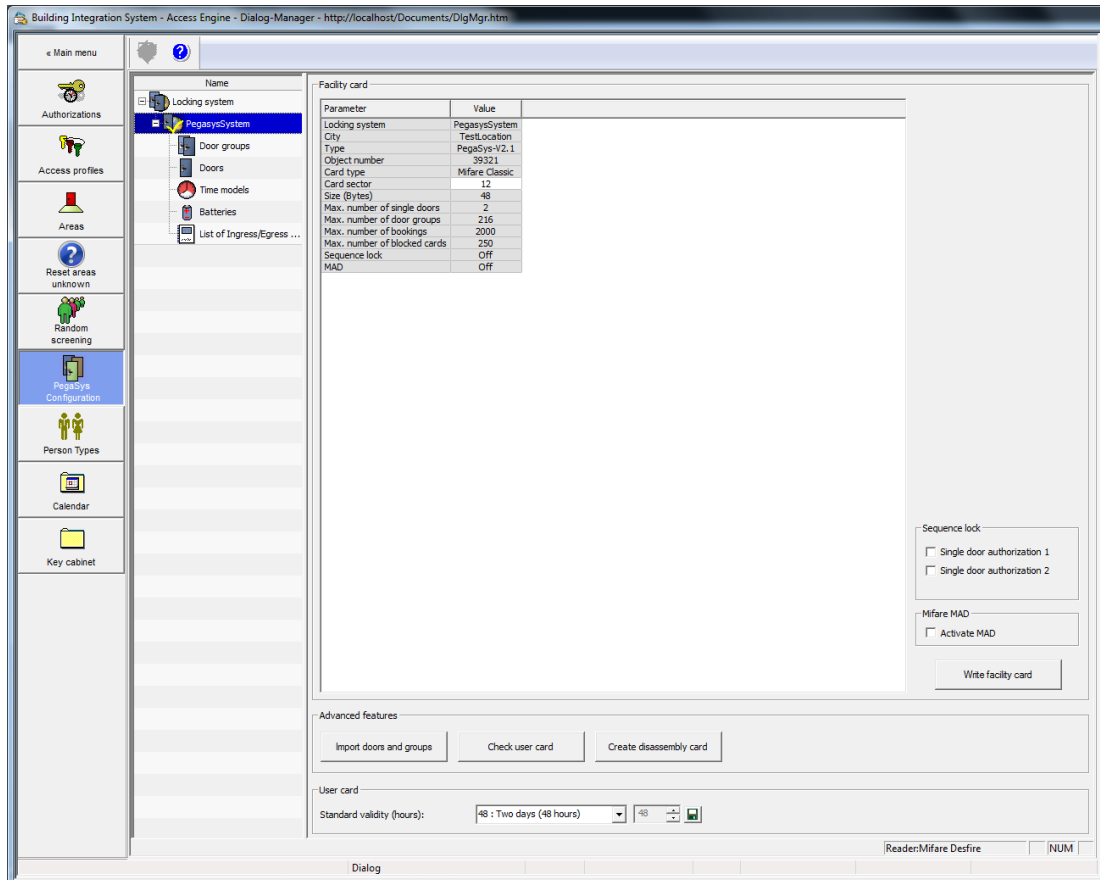 Building Integration System - Access Engine - Dialog-Manager - http://localhost/Documents/DlgMgr.htm
« Main menu
?
Authorizations
Access profiles
Areas
?
Reset areas
unknown
Random
screening
PegaSys
Configuration
Person Types
Calendar
Key cabinet
Name
Locking system
PegasysSystem
Door groups
Doors
Time models
Batteries
List of Ingress/Egress ...
Facility card
Parameter Value
Locking system PegasysSystem
City TestLocation
Type PegaSys-V2.1
Object number 39321
Card type Mifare Classic
Card sector 12
Size (Bytes) 48
Max. number of single doors 2
Max. number of door groups 216
Max. number of bookings 2000
Max. number of blocked cards 250
Sequence lock Off
MAD Off
Sequence lock
Single door authorization 1
Single door authorization 2
Mifare MAD
Activate MAD
Write facility card
Advanced features
Import doors and groups Check user card Create disassembly card
User card
Standard validity (hours): 48 : Two days (48 hours) 48
Reader:Mifare Desfire NUM
Dialog